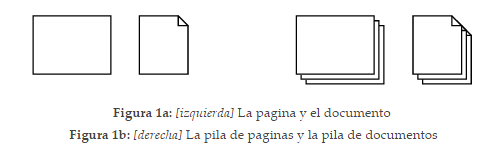 Figura 1a: [izquierda] La pagina y el documento
Figura 1b: [derecha] La pila de paginas y la pila de documentos